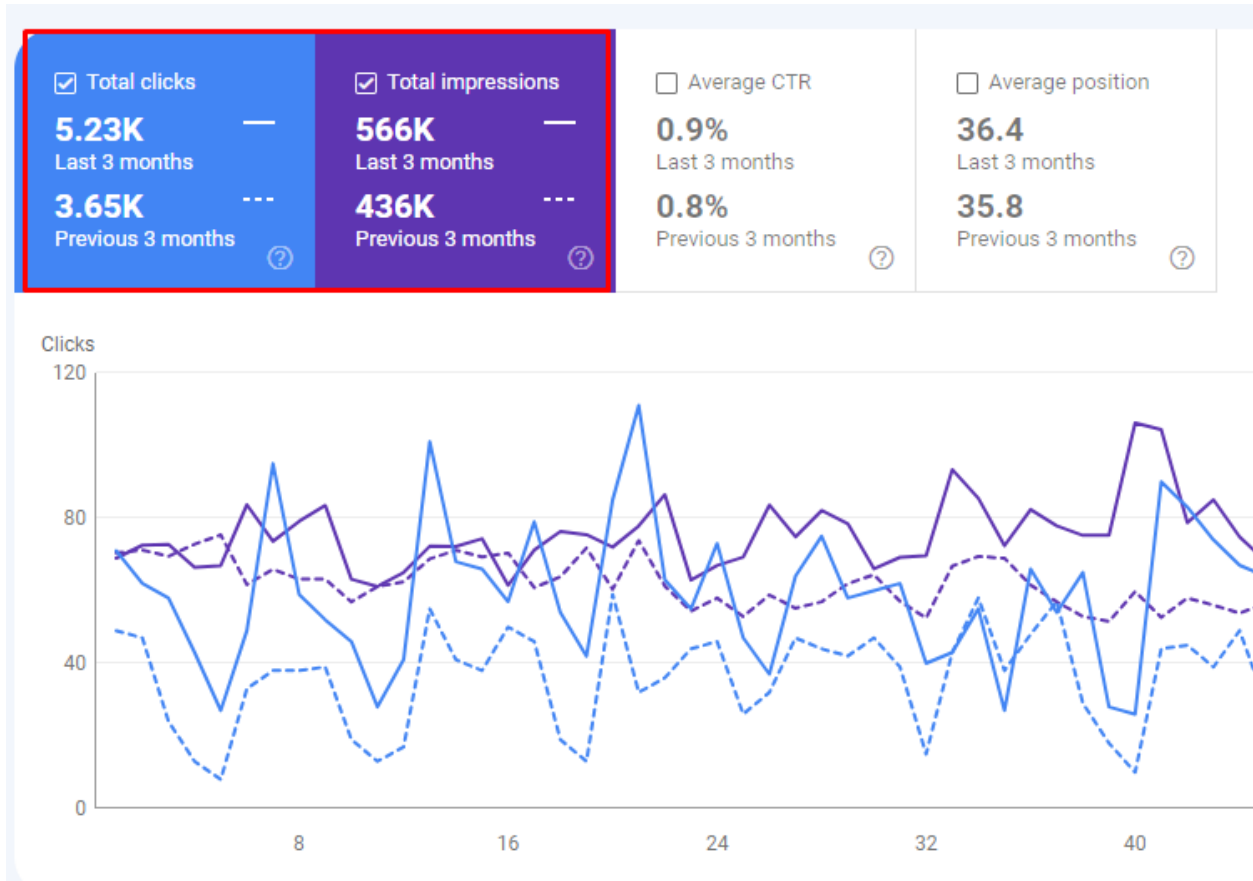 Total clicks
5.23K
Last 3 months
3.65K
Previous 3 months
?
Total impressions
566K
Last 3 months
436K
Previous 3 months
?
Average CTR
0.9%
Last 3 months
0.8%
Previous 3 months
?
Average position
36.4
Last 3 months
35.8
Previous 3 months
?
Clicks
120
80
40
0
8 16 24 32 40